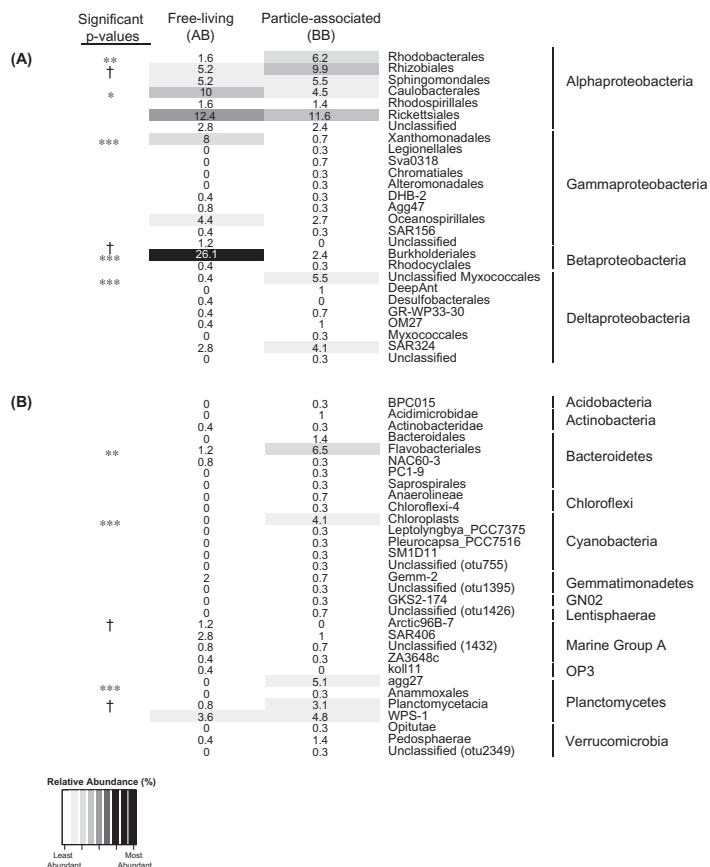 Significant p-values Free-living (AB) Particle-associated (BB)
(A)
** 1.6 6.2 Rhodobacterales
† 5.2 9.9 Rhizobiales
5.2 5.5 Sphingomondales
* 10 4.5 Caulobacterales
1.6 1.4 Rhodospirillales
12.4 11.6 Rickettsiales
2.8 2.4 Unclassified
Alphaproteobacteria
*** 8 0.7 Xanthomonadales
0 0.3 Legionellales
0 0.7 Sva0318
0 0.3 Chromatiales
0 0.3 Alteromonadales
0.4 0.3 DHB-2
0.8 0.3 Agg47
4.4 2.7 Oceanospirillales
0.4 0.3 SAR156
† 1.2 0 Unclassified
Gammaproteobacteria
*** 26.1 2.4 Burkholderiales
0.4 0.3 Rhodocyclales
Betaproteobacteria
*** 0.4 5.5 Unclassified Myxococcales
0 1 DeepAnt
0.4 0 Desulfobacterales
0.4 0.7 GR-WP33-30
0.4 1 OM27
0 0.3 Myxococcales
2.8 4.1 SAR324
0 0.3 Unclassified
Deltaproteobacteria
(B)
0 0.3 BPC015
Acidobacteria
0 1 Acidimicrobidae
0.4 0.3 Actinobacteridae
Actinobacteria
0 1.4 Bacteroidales
** 1.2 6.5 Flavobacteriales
0.8 0.3 NAC60-3
0 0.3 PC1-9
0 0.3 Saprospirales
Bacteroidetes
0 0.7 Anaerolineae
0 0.3 Chloroflexi-4
Chloroflexi
*** 0 4.1 Chloroplasts
0 0.3 Leptolyngbya_PCC7375
0 0.3 Pleurocapsa_PCC7516
0 0.3 SM1D11
0 0.3 Unclassified (otu755)
Cyanobacteria
2 0.7 Gemm-2
0 0.3 Unclassified (otu1395)
Gemmatimonadetes
0 0.3 GKS2-174
GN02
0 0.7 Unclassified (otu1426)
Lentisphaerae
† 1.2 0 Arctic96B-7
2.8 1 SAR406
0.8 0.7 Unclassified (1432)
0.4 0.3 ZA3648c
Marine Group A
0.4 0 koll11
OP3
*** 0 5.1 agg27
0 0.3 Anammoxales
† 0.8 3.1 Planctomycetacia
3.6 4.8 WPS-1
Planctomycetes
0 0.3 Opitutae
0.4 1.4 Pedosphaerae
0 0.3 Unclassified (otu2349)
Verrucomicrobia
Relative Abundance (%)
Least Abundant Most Abundant